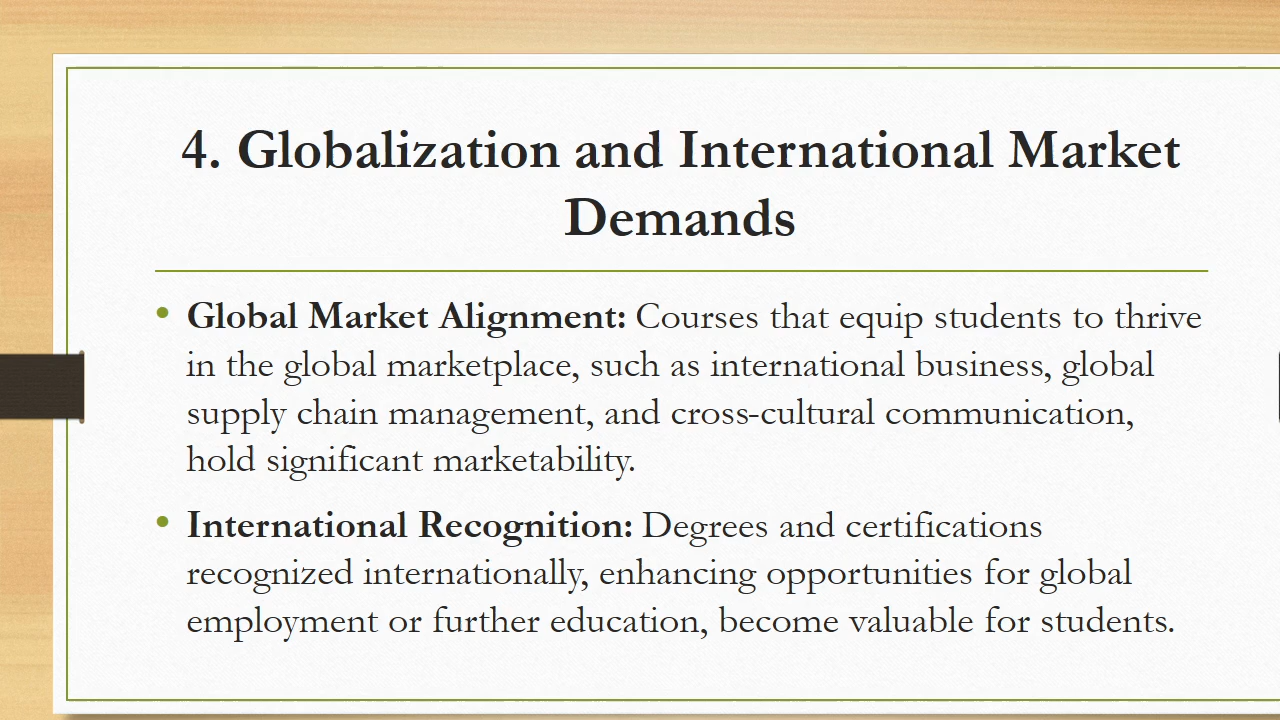 4. Globalization and International Market
Demands
• Global Market Alignment: Courses that equip students to thrive
in the global marketplace, such as international business, global
supply chain management, and cross-cultural communication,
hold significant marketability.
• International Recognition: Degrees and certifications
recognized internationally, enhancing opportunities for global
employment or further education, become valuable for students.